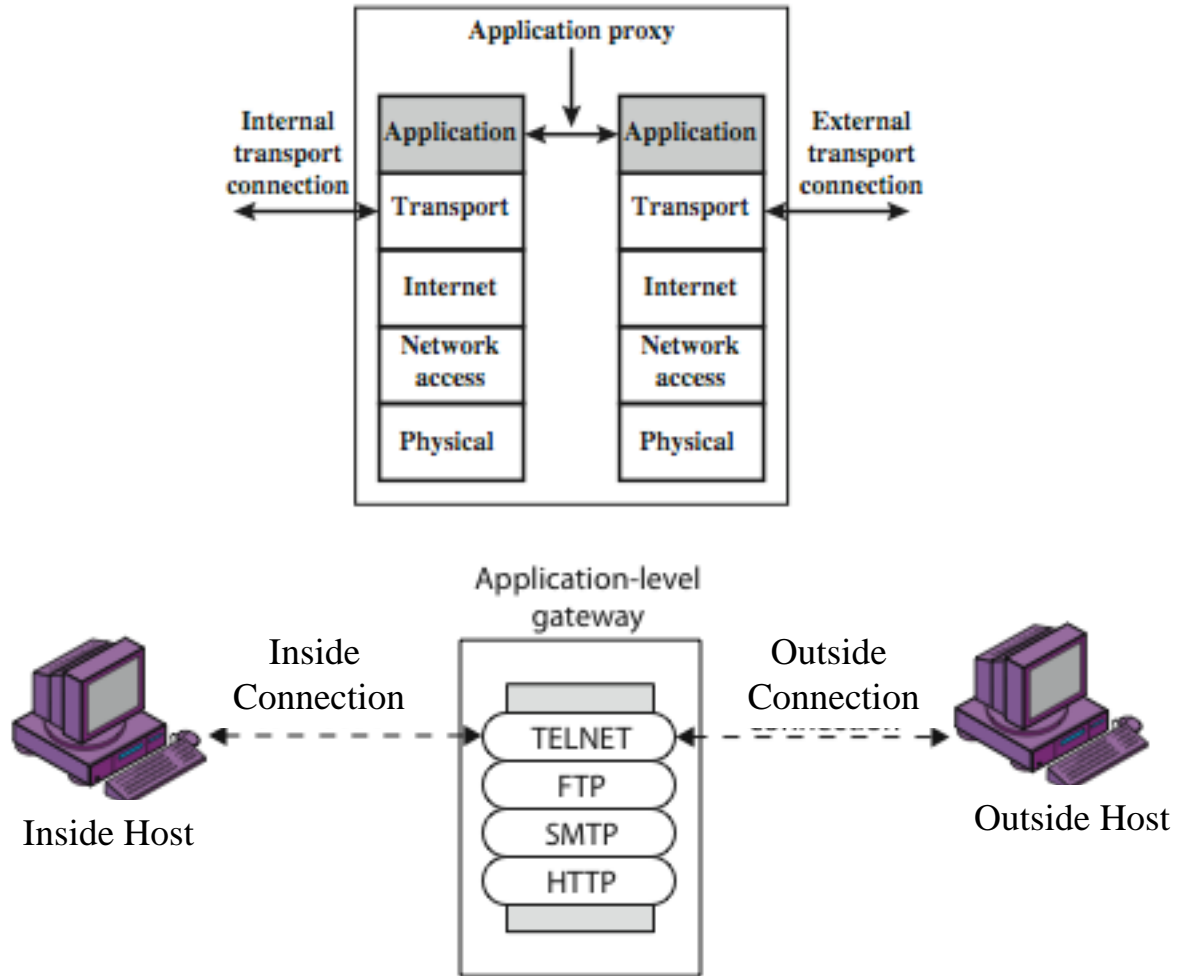 Application proxy
Internal
transport
connection
Application
Application
External
transport
connection
Transport
Transport
Internet
Internet
Network
access
Network
access
Physical
Physical
Application-level
gateway
Inside
Connection
Outside
Connection
TELNET
FTP
SMTP
HTTP
Inside Host
Outside Host